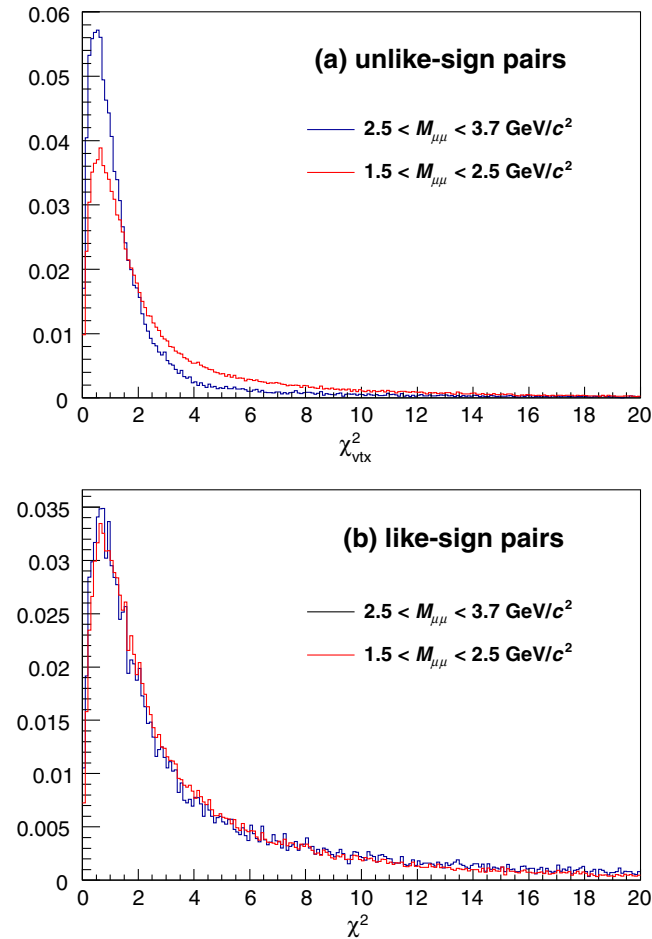 0.06
(a) unlike-sign pairs
0.05
2.5 < Mμμ < 3.7 GeV/c²
0.04
1.5 < Mμμ < 2.5 GeV/c²
0.03
0.02
0.01
0
0 2 4 6 8 10 12 14 16 18 20
χ²vtx
0.035
(b) like-sign pairs
0.03
2.5 < Mμμ < 3.7 GeV/c²
0.025
1.5 < Mμμ < 2.5 GeV/c²
0.02
0.015
0.01
0.005
0
0 2 4 6 8 10 12 14 16 18 20
χ²